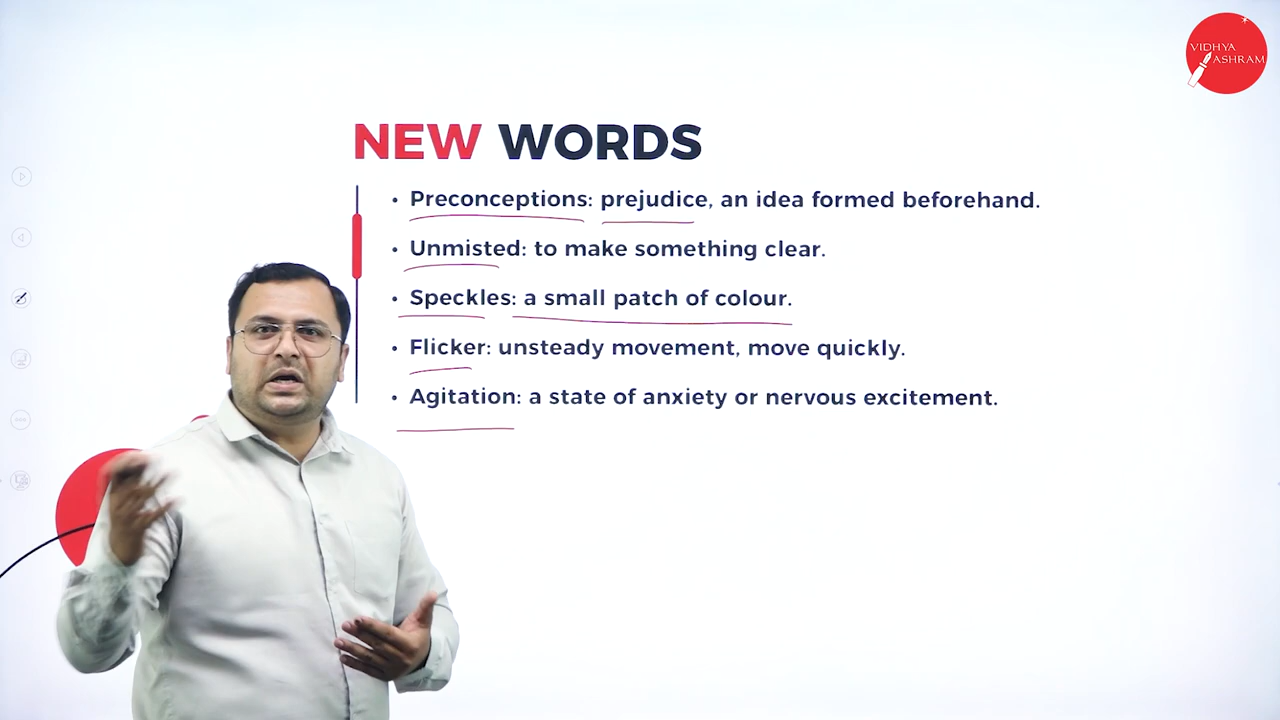 VIDHYA
ASHRAM
NEW WORDS
• Preconceptions: prejudice, an idea formed beforehand.
• Unmisted: to make something clear.
• Speckles: a small patch of colour.
• Flicker: unsteady movement, move quickly.
• Agitation: a state of anxiety or nervous excitement.